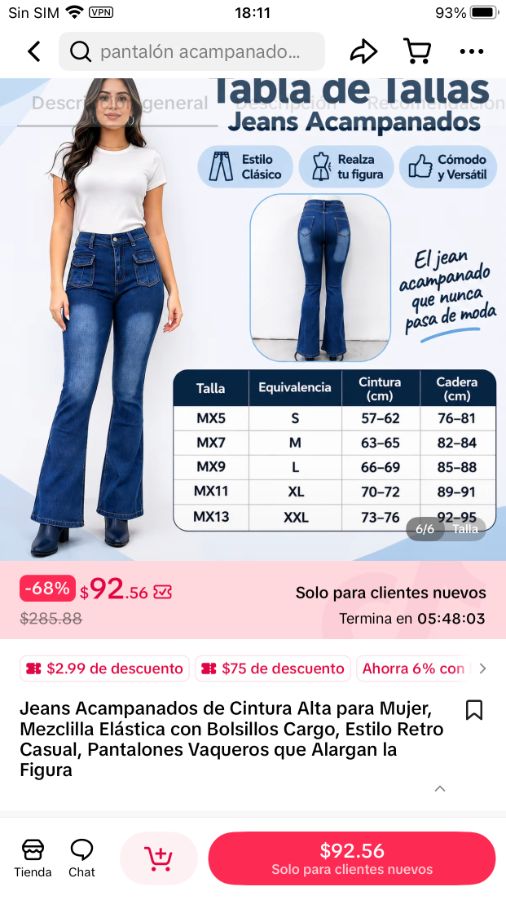 Sin SIM VPN 18:11 93%
pantalón acampanado...
Descripción general Descripción Recomendación
Tabla de Tallas
Jeans Acampanados
Estilo Clásico
Realza tu figura
Cómodo y Versátil
El jean
acampanado
que nunca
pasa de moda
Talla Equivalencia Cintura (cm) Cadera (cm)
MX5 S 57–62 76–81
MX7 M 63–65 82–84
MX9 L 66–69 85–88
MX11 XL 70–72 89–91
MX13 XXL 73–76 92–95
6/6 Talla
-68% $92.56 Solo para clientes nuevos
$285.88 Termina en 05:48:03
$2.99 de descuento $75 de descuento Ahorra 6% con
Jeans Acampanados de Cintura Alta para Mujer,
Mezclilla Elástica con Bolsillos Cargo, Estilo Retro
Casual, Pantalones Vaqueros que Alargan la
Figura
Tienda Chat $92.56
Solo para clientes nuevos